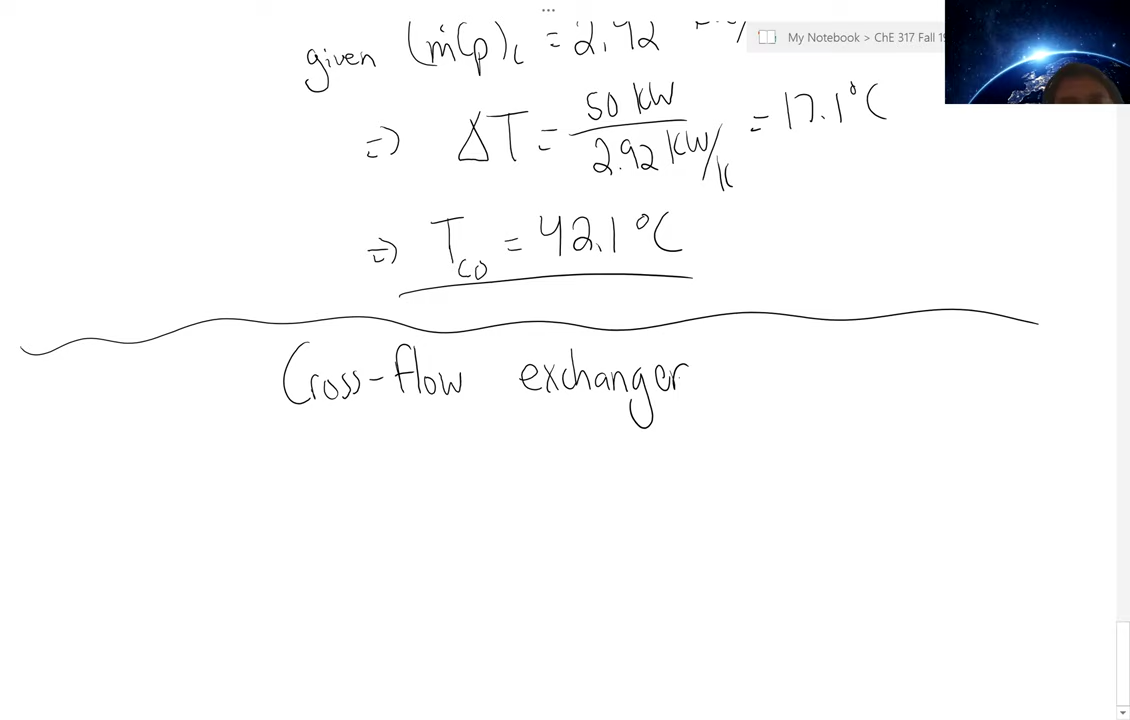 given (ṁCp)c = 2.92
My Notebook > ChE 317 Fall 19
⇒ ΔT = 50 kW / 2.92 kW/K = 17.1°C
⇒ Tco = 42.1°C
Cross-flow exchanger